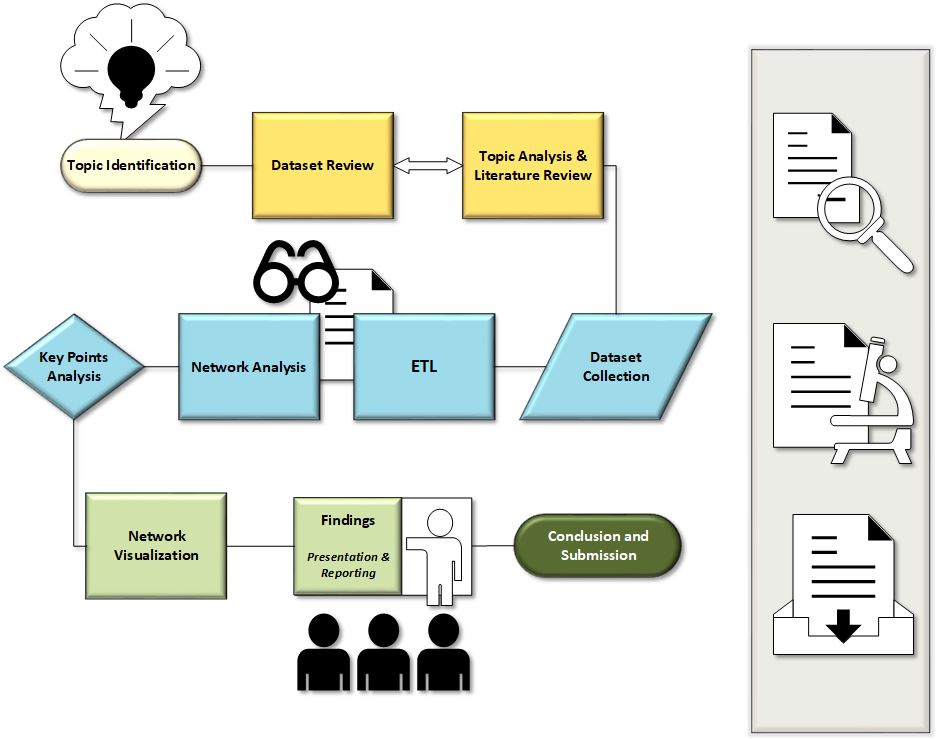 Topic Identification
Dataset Review
Topic Analysis &
Literature Review
Key Points
Analysis
Network Analysis
ETL
Dataset
Collection
Network
Visualization
Findings
Presentation &
Reporting
Conclusion and
Submission